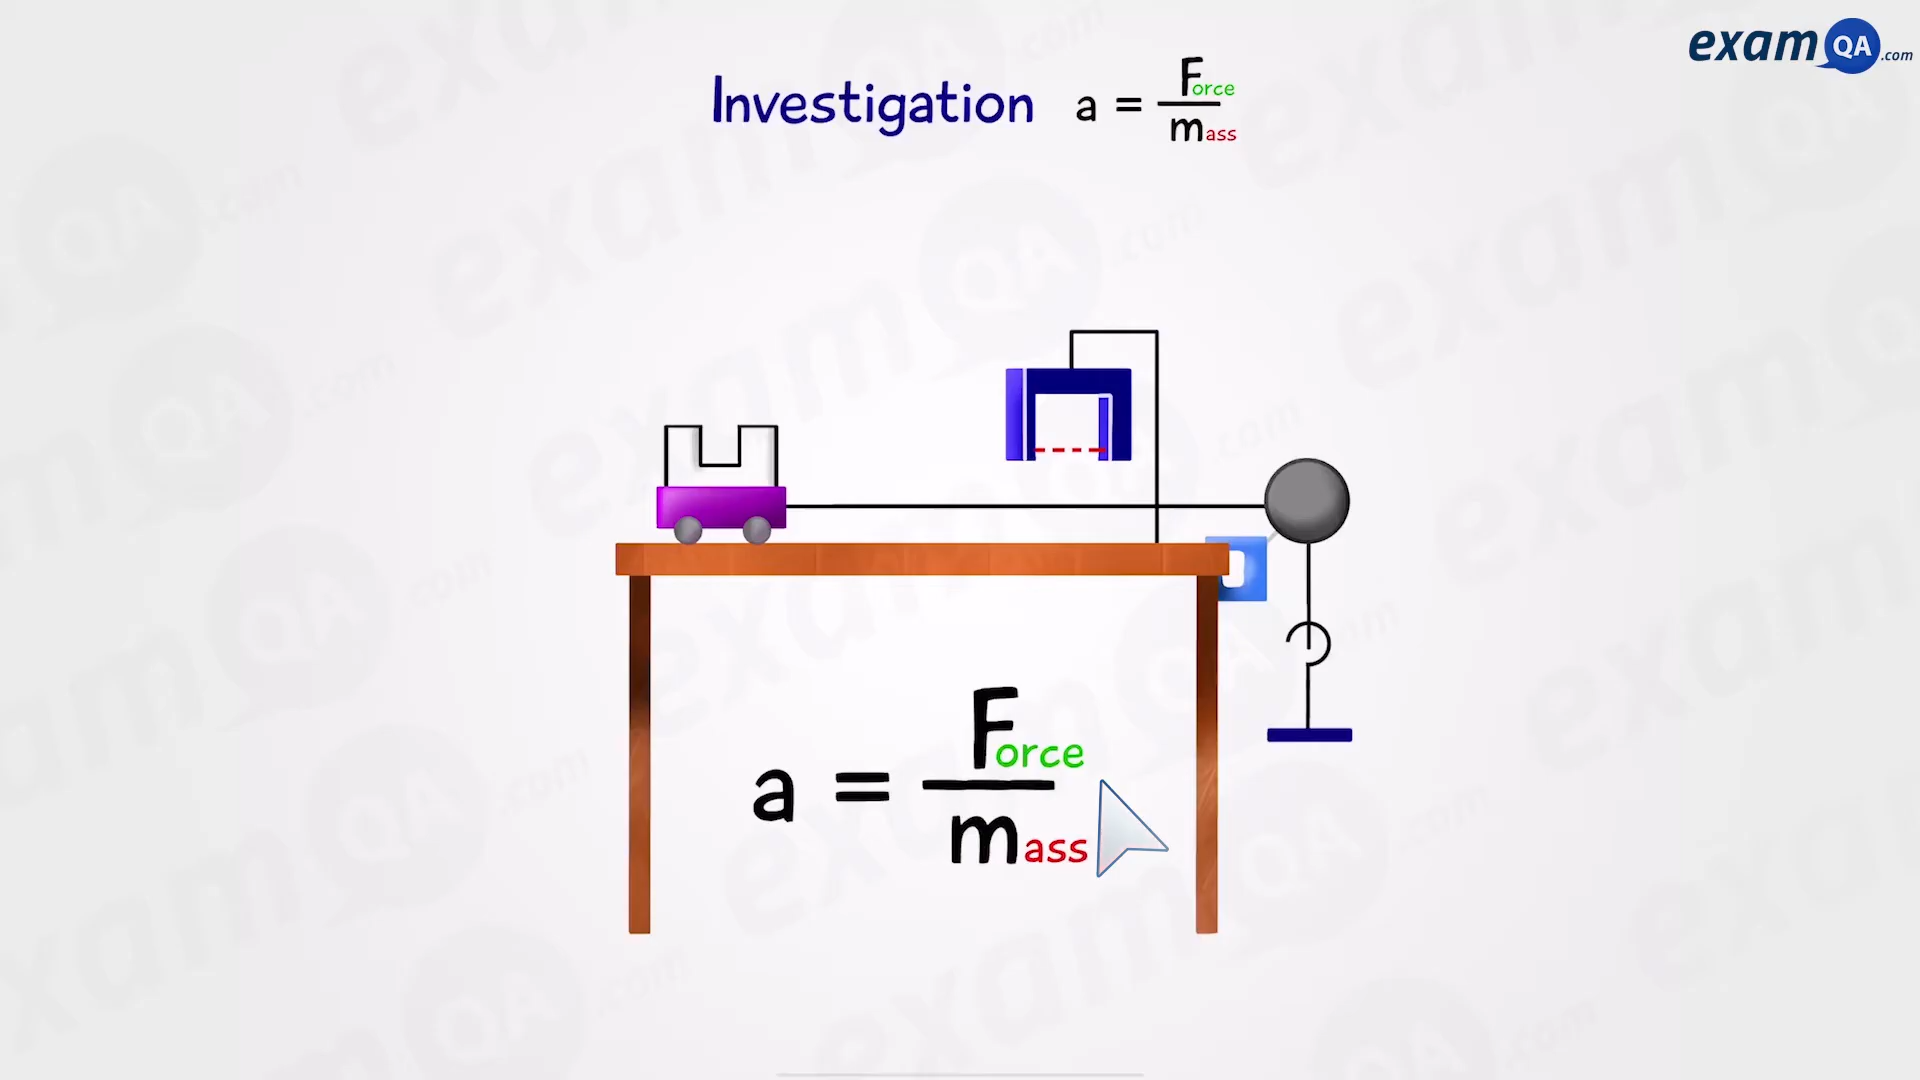 examQA.com
Investigation a = Force / mass
a = Force / mass